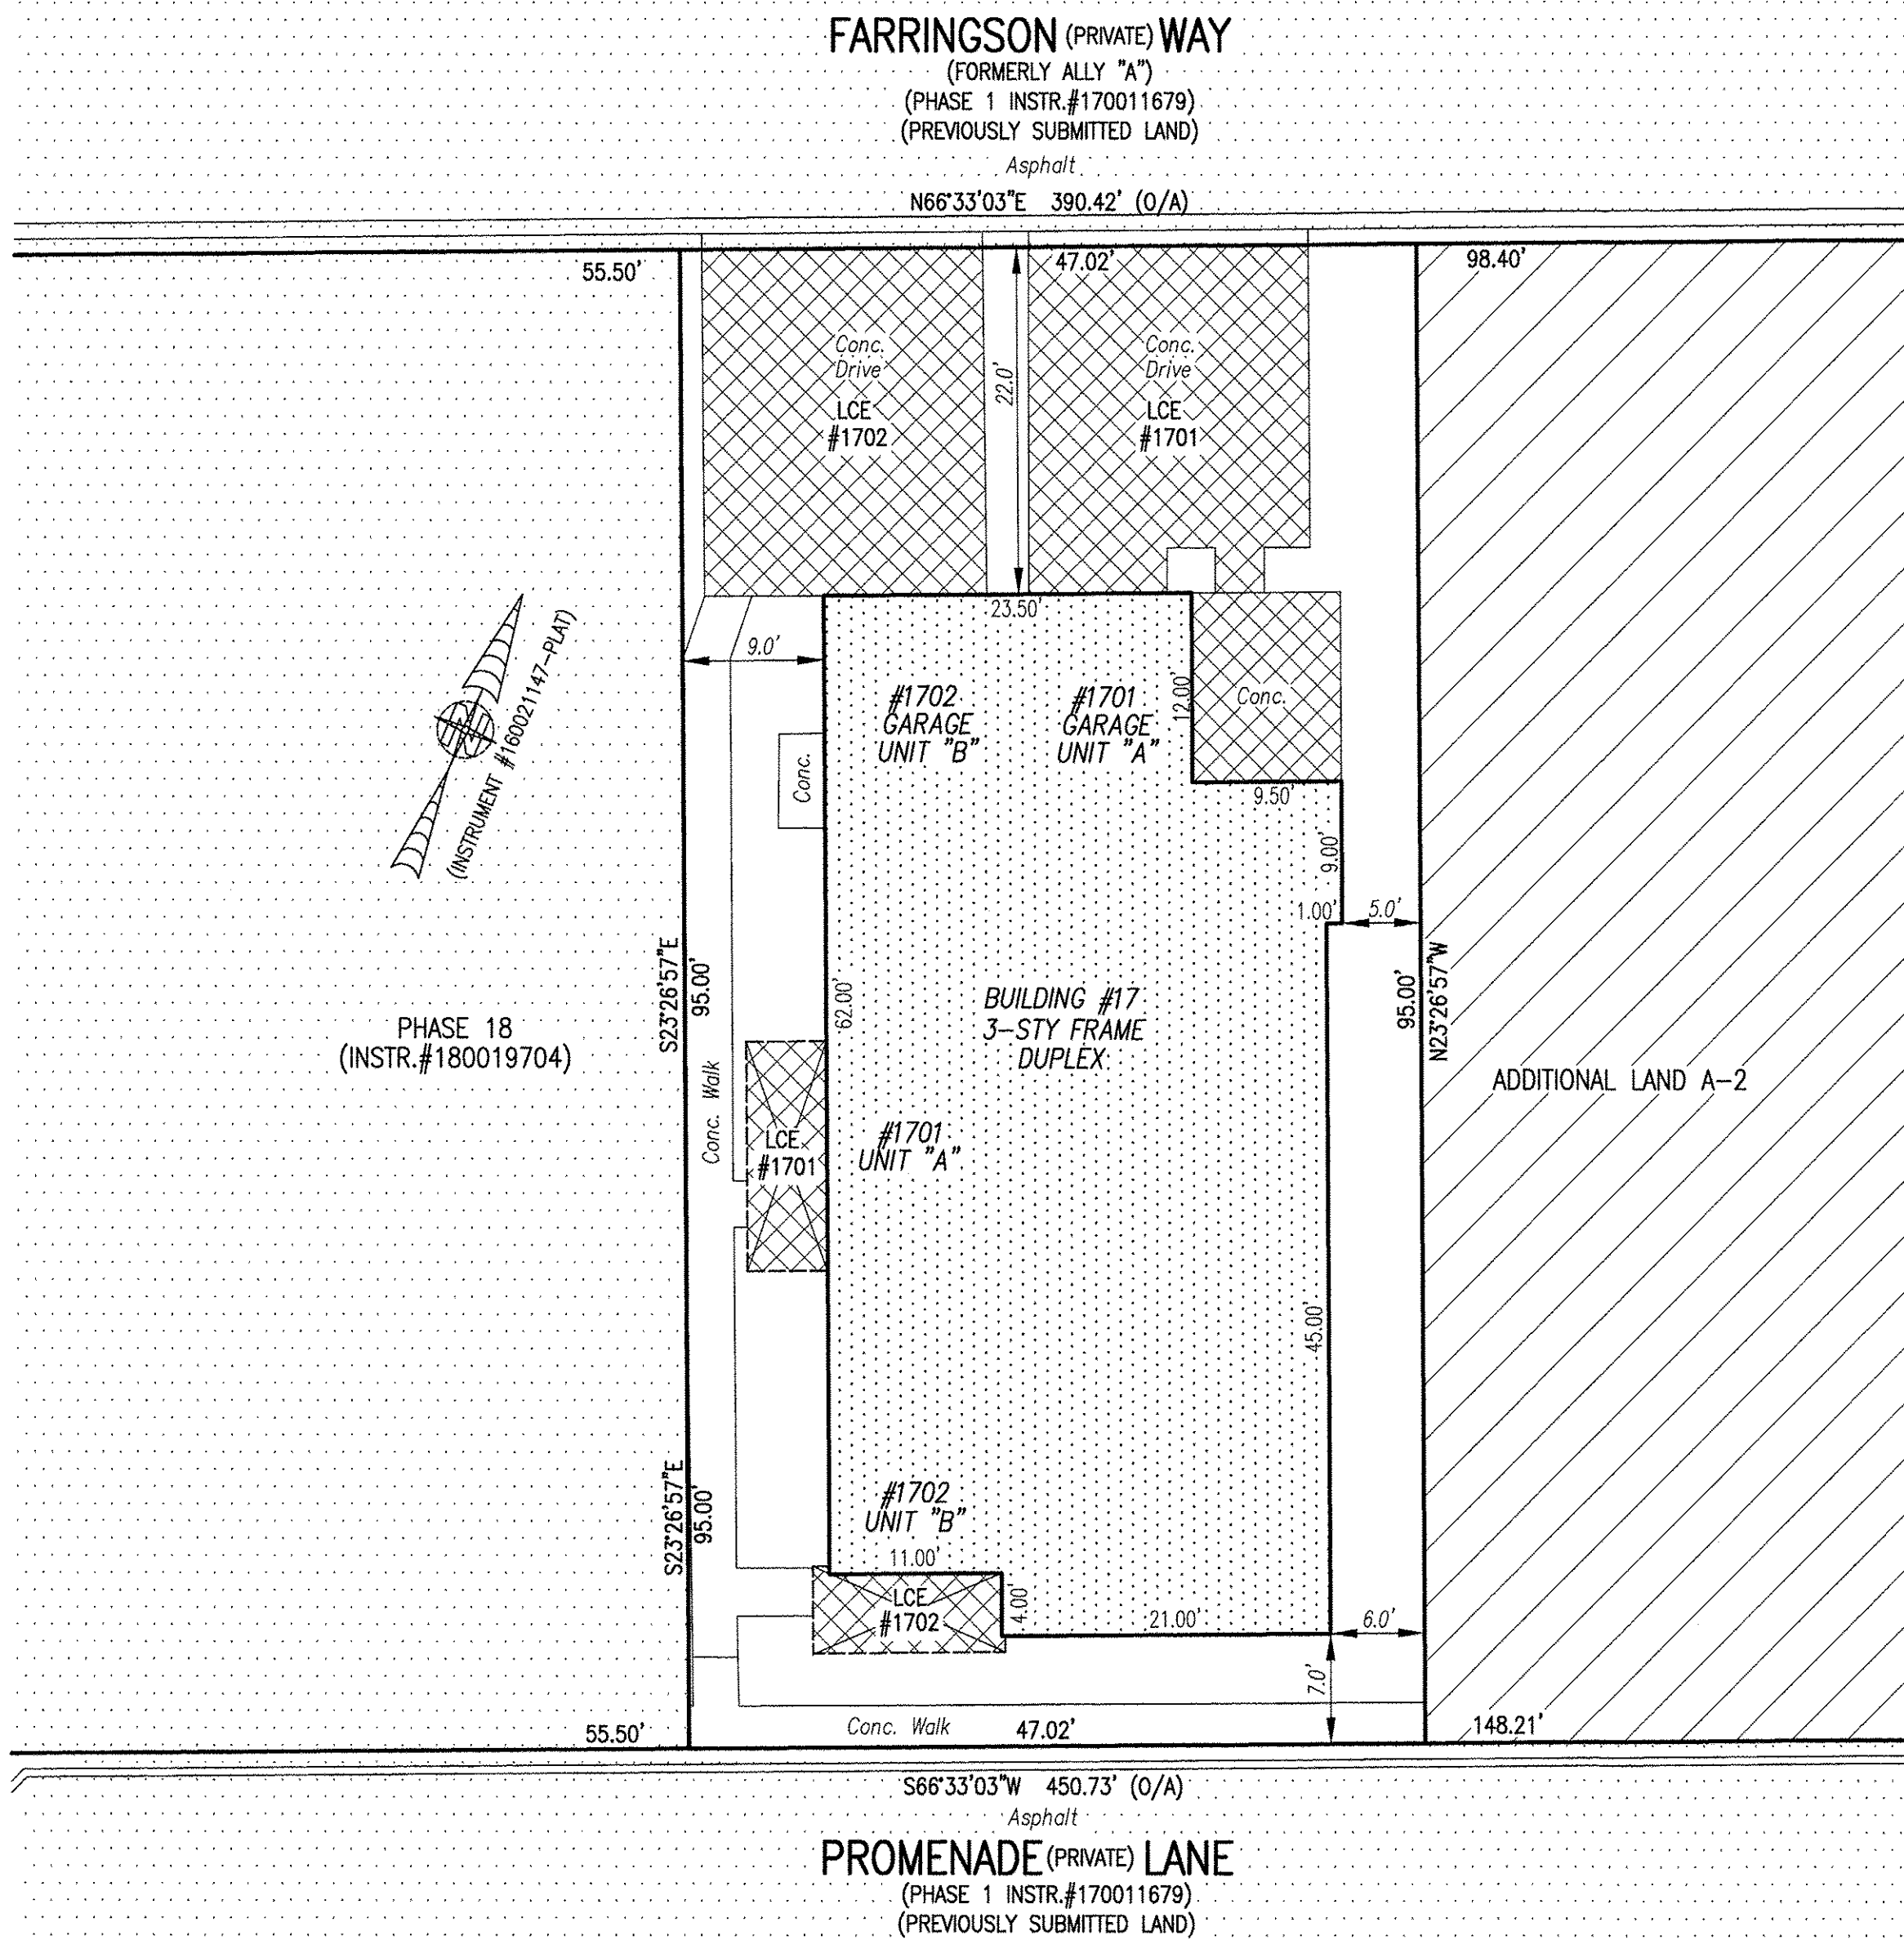 FARRINGSON (PRIVATE) WAY
(FORMERLY ALLY "A")
(PHASE 1 INSTR.#170011679)
(PREVIOUSLY SUBMITTED LAND)
Asphalt
N66°33'03"E 390.42' (O/A)
55.50'
47.02'
98.40'
Conc.
Drive
LCE
#1702
22.0'
Conc.
Drive
LCE
#1701
23.50'
9.0'
(INSTRUMENT #160021147-PLAT)
#1702
GARAGE
UNIT "B"
#1701
GARAGE
UNIT "A"
12.00'
Conc.
Conc.
9.50'
9.00'
1.00'
5.0'
S23°26'57"E
95.00'
62.00'
BUILDING #17
3-STY FRAME
DUPLEX
95.00'
N23°26'57"W
PHASE 18
(INSTR.#180019704)
ADDITIONAL LAND A-2
Conc. Walk
LCE
#1701
#1701
UNIT "A"
45.00'
S23°26'57"E
95.00'
#1702
UNIT "B"
11.00'
LCE
#1702
4.00'
21.00'
6.0'
7.0'
55.50'
Conc. Walk
47.02'
148.21'
S66°33'03"W 450.73' (O/A)
Asphalt
PROMENADE (PRIVATE) LANE
(PHASE 1 INSTR.#170011679)
(PREVIOUSLY SUBMITTED LAND)